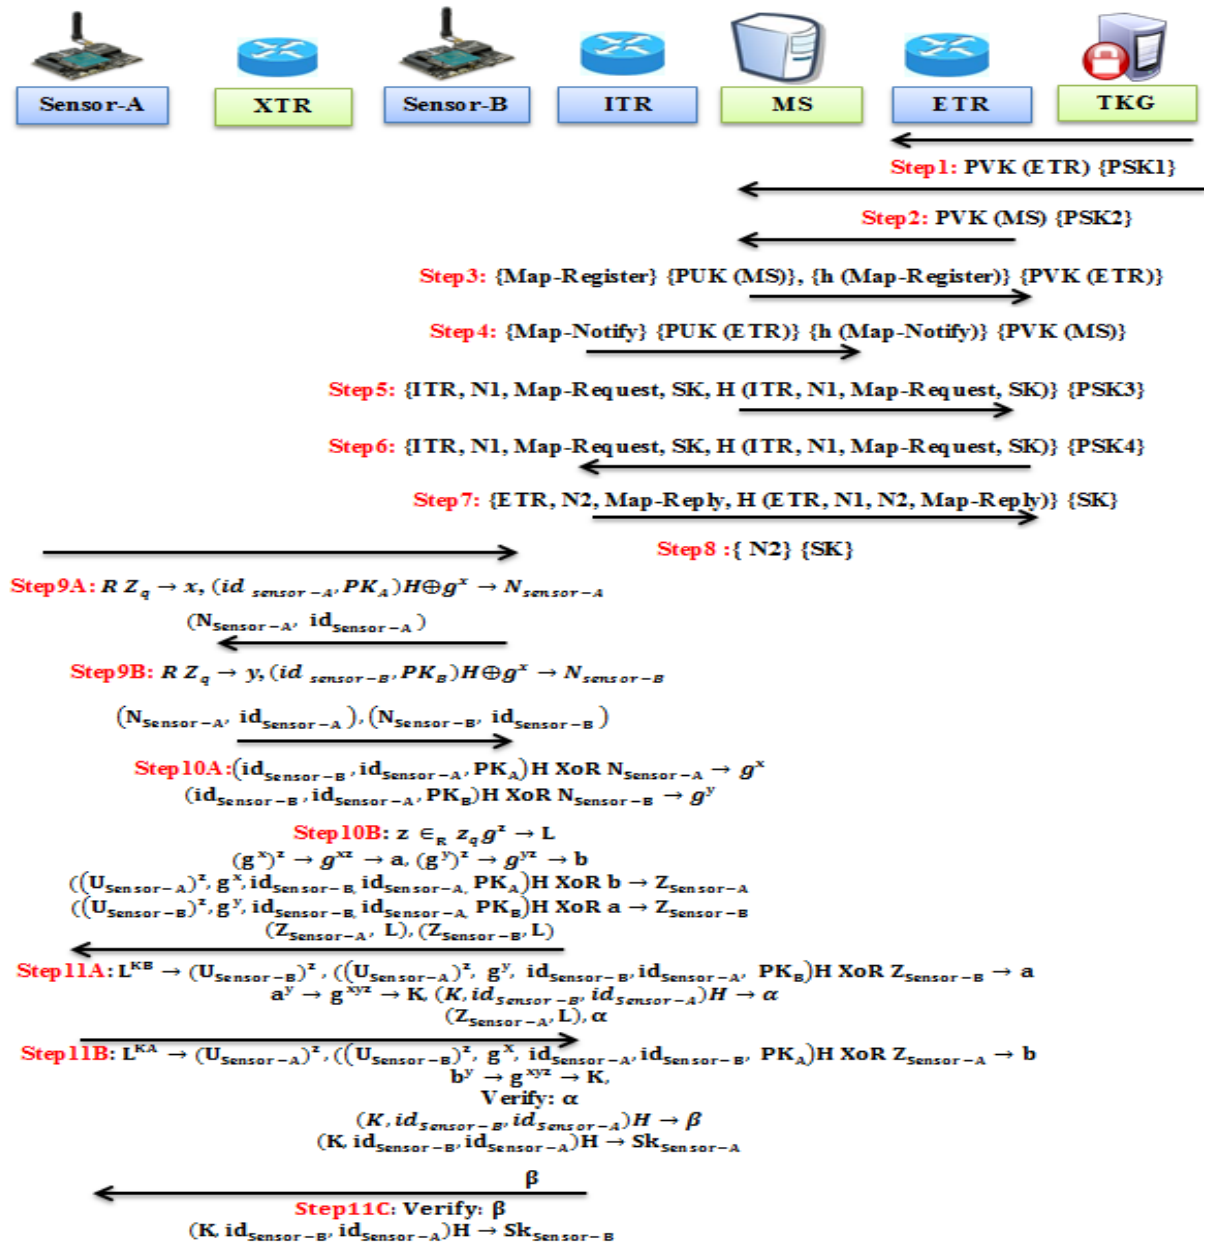 Sensor-A XTR Sensor-B ITR MS ETR TKG
Step1: PVK (ETR) {PSK1}
Step2: PVK (MS) {PSK2}
Step3: {Map-Register} {PUK (MS)}, {h (Map-Register)} {PVK (ETR)}
Step4: {Map-Notify} {PUK (ETR)} {h (Map-Notify)} {PVK (MS)}
Step5: {ITR, N1, Map-Request, SK, H (ITR, N1, Map-Request, SK)} {PSK3}
Step6: {ITR, N1, Map-Request, SK, H (ITR, N1, Map-Request, SK)} {PSK4}
Step7: {ETR, N2, Map-Reply, H (ETR, N1, N2, Map-Reply)} {SK}
Step8 :{ N2} {SK}
Step9A: R Z_q → x, (id _sensor−A, PK_A)H⊕g^x → N_sensor−A
(N_Sensor−A, id_Sensor−A)
Step9B: R Z_q → y, (id _sensor−B, PK_B)H⊕g^x → N_sensor−B
(N_Sensor−A, id_Sensor−A), (N_Sensor−B, id_Sensor−B)
Step10A:(id_Sensor−B, id_Sensor−A, PK_A)H XoR N_Sensor−A → g^x
(id_Sensor−B, id_Sensor−A, PK_B)H XoR N_Sensor−B → g^y
Step10B: z ∈_R z_q g^z → L
(g^x)^z → g^xz → a, (g^y)^z → g^yz → b
((U_Sensor−A)^z, g^x, id_Sensor−B, id_Sensor−A, PK_A)H XoR b → Z_Sensor−A
((U_Sensor−B)^z, g^y, id_Sensor−B, id_Sensor−A, PK_B)H XoR a → Z_Sensor−B
(Z_Sensor−A, L), (Z_Sensor−B, L)
Step11A: L^KB → (U_Sensor−B)^z, ((U_Sensor−A)^z, g^y, id_Sensor−B, id_Sensor−A, PK_B)H XoR Z_Sensor−B → a
a^y → g^xyz → K, (K, id_Sensor−B, id_Sensor−A)H → α
(Z_Sensor−A, L), α
Step11B: L^KA → (U_Sensor−A)^z, ((U_Sensor−B)^z, g^x, id_Sensor−A, id_Sensor−B, PK_A)H XoR Z_Sensor−A → b
b^y → g^xyz → K,
Verify: α
(K, id_Sensor−B, id_Sensor−A)H → β
(K, id_Sensor−B, id_Sensor−A)H → Sk_Sensor−A
β
Step11C: Verify: β
(K, id_Sensor−B, id_Sensor−A)H → Sk_Sensor−B